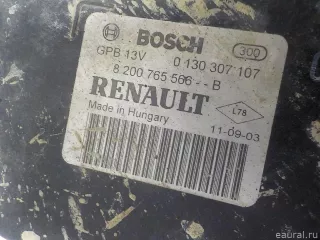 BOSCH 300
GPB 13V 0 130 307 107
8 200 765 566 - - B
RENAULT
Made in Hungary L78
11-09-03
© eaural.ru